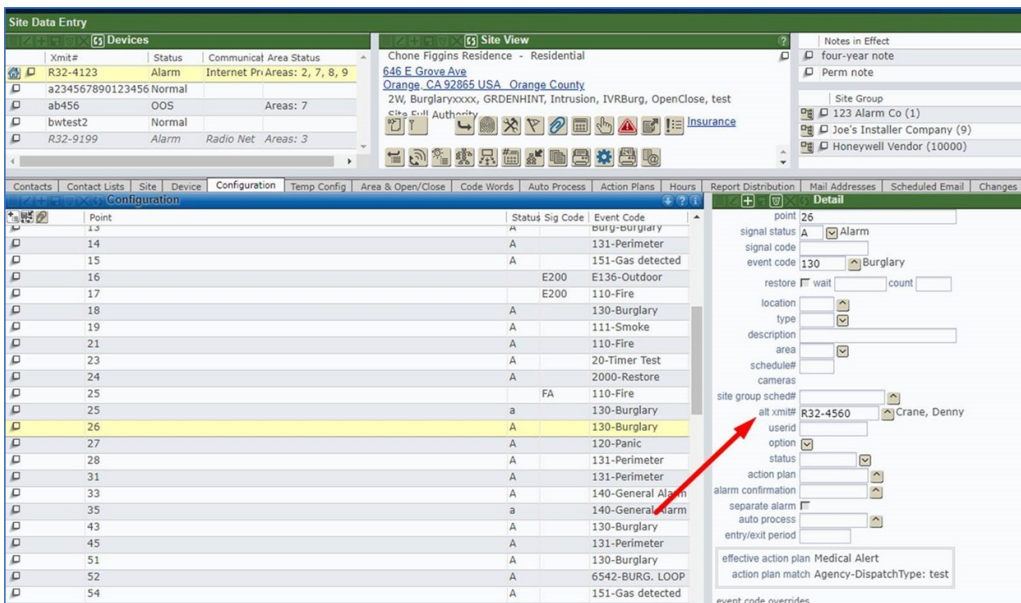 Site Data Entry
Devices
Xmit# Status Communicat Area Status
R32-4123 Alarm Internet Pr Areas: 2, 7, 8, 9
a234567890123456 Normal
ab456 OOS Areas: 7
bwtest2 Normal
R32-9199 Alarm Radio Net Areas: 3
Site View
Chone Figgins Residence - Residential
646 E Grove Ave
Orange, CA 92865 USA Orange County
2W, Burglaryxxxx, GRDENHINT, Intrusion, IVRBurg, OpenClose, test
Site Full Authority
Insurance
Notes in Effect
four-year note
Perm note
Site Group
123 Alarm Co (1)
Joe's Installer Company (9)
Honeywell Vendor (10000)
Contacts Contact Lists Site Device Configuration Temp Config Area & Open/Close Code Words Auto Process Action Plans Hours Report Distribution Mail Addresses Scheduled Email Changes
Configuration
Point Status Sig Code Event Code
13 A Burg-Burglary
14 A 131-Perimeter
15 A 151-Gas detected
16 E200 E136-Outdoor
17 E200 110-Fire
18 A 130-Burglary
19 A 111-Smoke
21 A 110-Fire
23 A 20-Timer Test
24 A 2000-Restore
25 FA 110-Fire
25 a 130-Burglary
26 A 130-Burglary
27 A 120-Panic
28 A 131-Perimeter
31 A 131-Perimeter
33 A 140-General Alarm
35 a 140-General Alarm
43 A 130-Burglary
45 A 131-Perimeter
51 A 130-Burglary
52 A 6542-BURG. LOOP
54 A 151-Gas detected
Detail
point 26
signal status A Alarm
signal code
event code 130 Burglary
restore wait count
location
type
description
area
schedule#
cameras
site group sched#
alt xmit# R32-4560 Crane, Denny
userid
option
status
action plan
alarm confirmation
separate alarm
auto process
entry/exit period
effective action plan Medical Alert
action plan match Agency-DispatchType: test
event code overrides